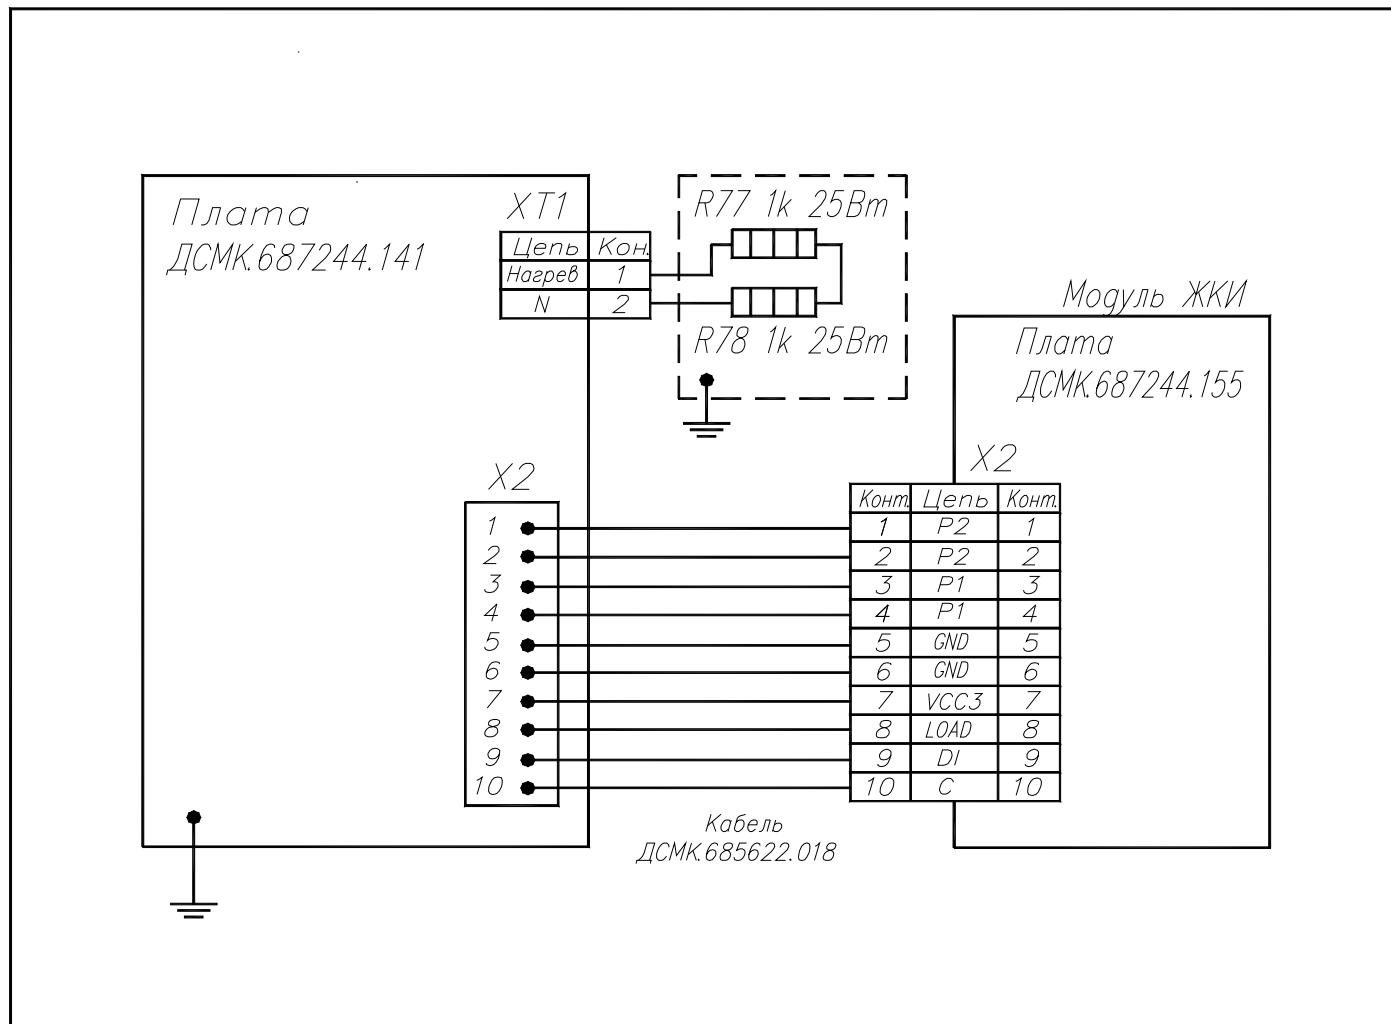 Плата
ДСМК.687244.141
XT1
Цепь Кон.
Нагрев 1
N 2
R77 1k 25Вт
R78 1k 25Вт
Модуль ЖКИ
Плата
ДСМК.687244.155
X2
1
2
3
4
5
6
7
8
9
10
X2
Конт. Цепь Конт.
1 P2 1
2 P2 2
3 P1 3
4 P1 4
5 GND 5
6 GND 6
7 VCC3 7
8 LOAD 8
9 DI 9
10 C 10
Кабель
ДСМК.685622.018